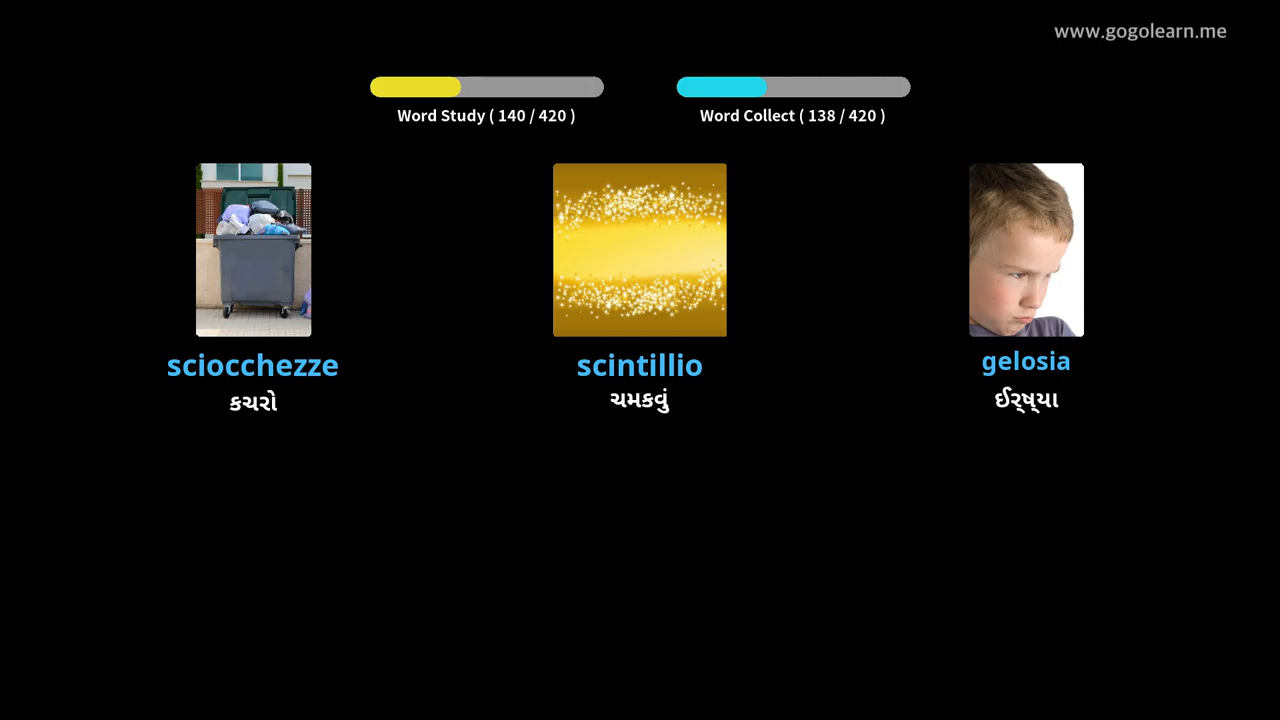 www.gogolearn.me
Word Study ( 140 / 420 )
Word Collect ( 138 / 420 )
sciocchezze
scintillio
gelosia
કચરો
ચમકવું
ઈર્ષ્યા